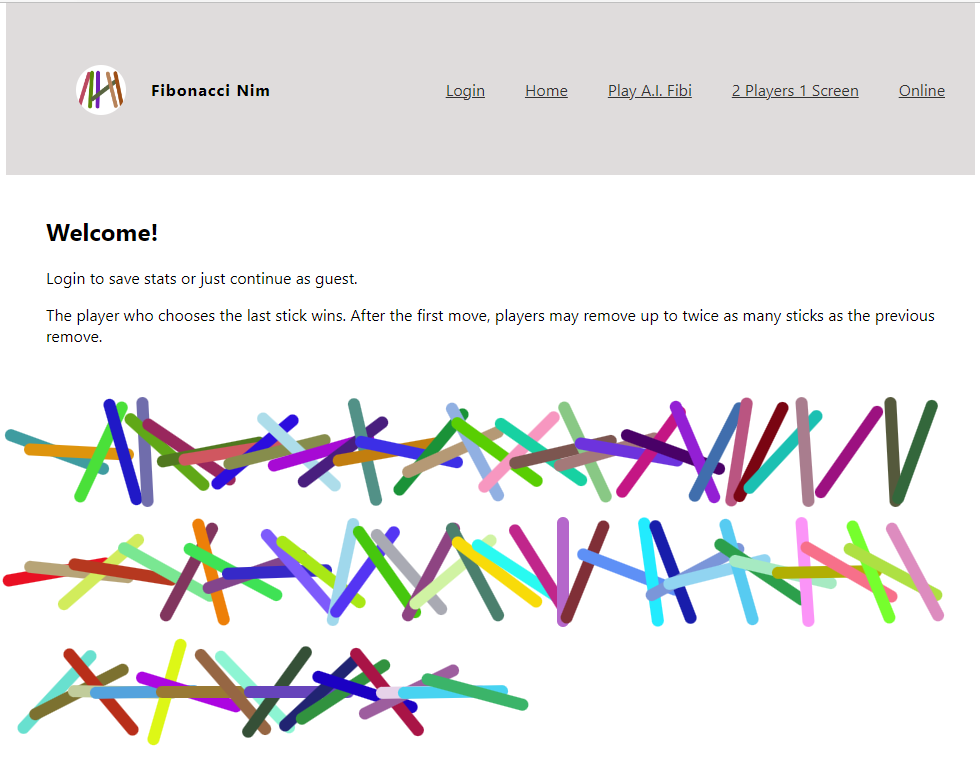 Fibonacci Nim
Login
Home
Play A.I. Fibi
2 Players 1 Screen
Online
Welcome!
Login to save stats or just continue as guest.
The player who chooses the last stick wins. After the first move, players may remove up to twice as many sticks as the previous
remove.